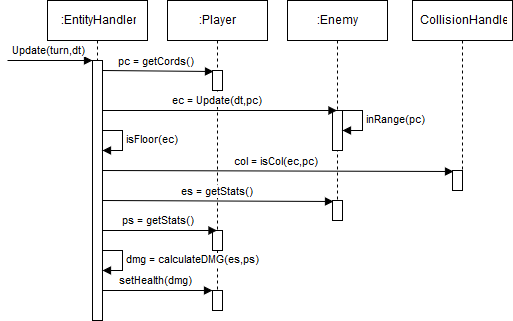 :EntityHandler
:Player
:Enemy
CollisionHandle
Update(turn,dt)
pc = getCords()
ec = Update(dt,pc)
inRange(pc)
isFloor(ec)
col = isCol(ec,pc)
es = getStats()
ps = getStats()
dmg = calculateDMG(es,ps)
setHealth(dmg)